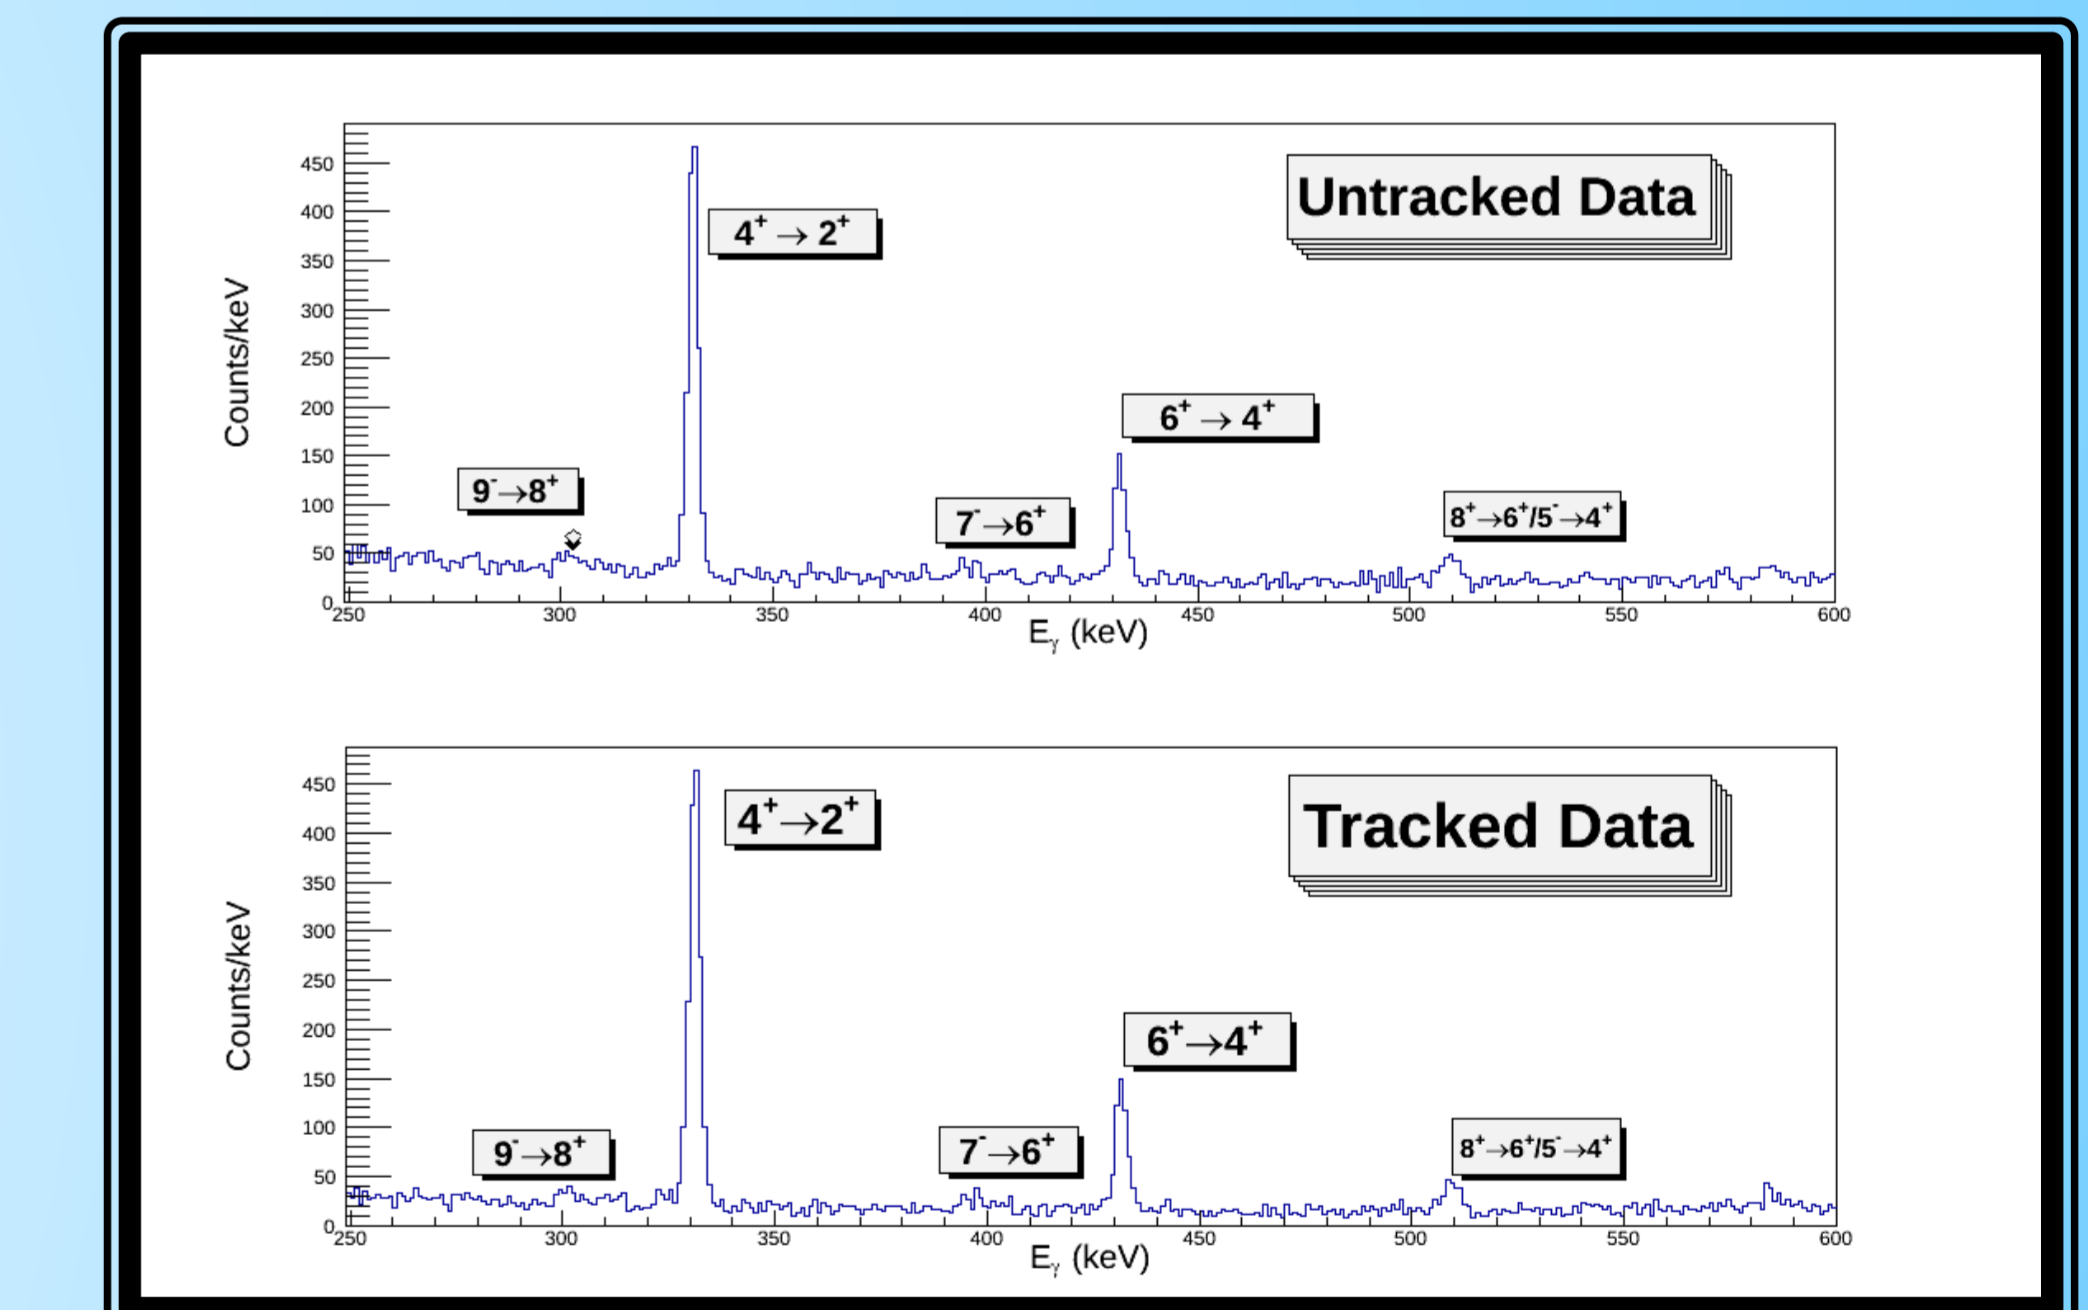 Untracked Data
450
400
350
300
250
200
150
100
50
0
Counts/keV
4⁺ → 2⁺
6⁺ → 4⁺
9⁻→8⁺
7⁻→6⁺
8⁺→6⁺/5⁻→4⁺
250 300 350 400 450 500 550 600
Eᵧ (keV)
Tracked Data
450
400
350
300
250
200
150
100
50
0
Counts/keV
4⁺→2⁺
6⁺→4⁺
9⁻→8⁺
7⁻→6⁺
8⁺→6⁺/5⁻→4⁺
250 300 350 400 450 500 550 600
Eᵧ (keV)